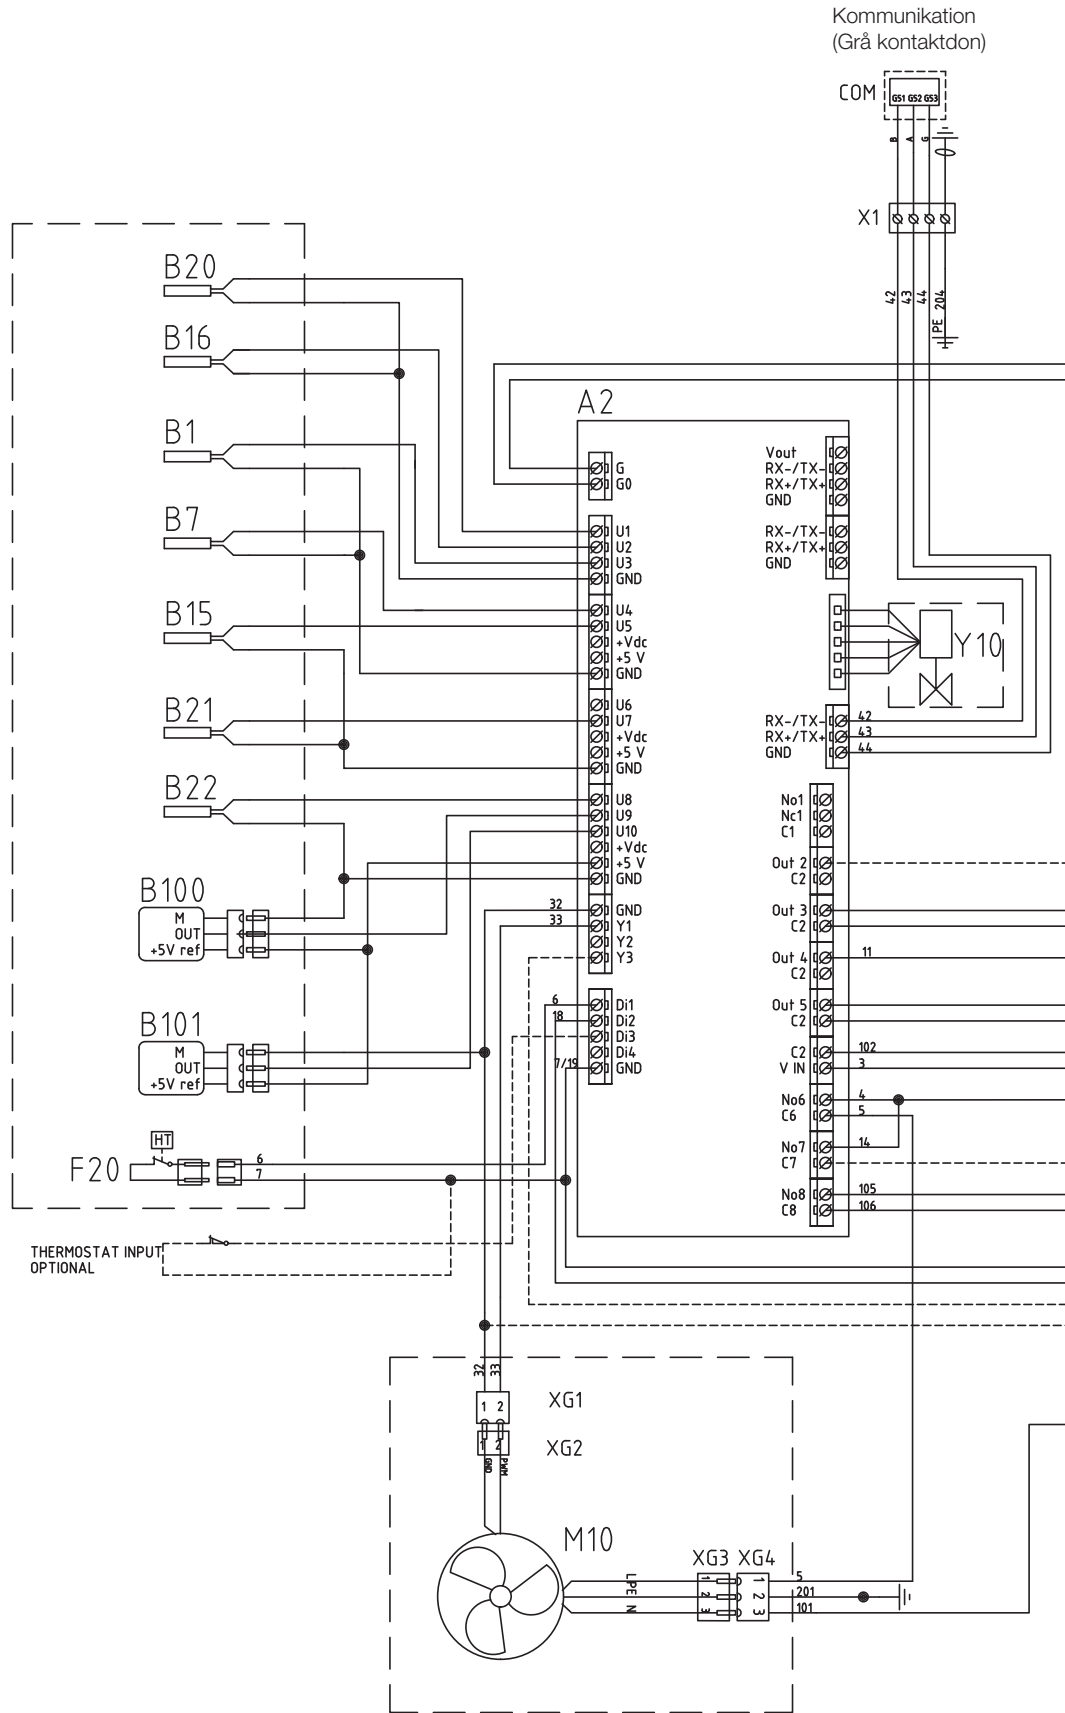 Kommunikation
(Grå kontaktdon)
COM
GS1 GS2 GS3
B A G
X1
42 43 44 PE 204
B20
B16
B1
B7
B15
B21
B22
B100
M
OUT
+5V ref
B101
M
OUT
+5V ref
HT
F20
6
7
THERMOSTAT INPUT
OPTIONAL
A2
G
G0
U1
U2
U3
GND
U4
U5
+Vdc
+5 V
GND
U6
U7
+Vdc
+5 V
GND
U8
U9
U10
+Vdc
+5 V
GND
32 GND
33 Y1
Y2
Y3
6 Di1
18 Di2
Di3
Di4
7/19 GND
Vout
RX-/TX-
RX+/TX+
GND
RX-/TX-
RX+/TX+
GND
Y10
RX-/TX- 42
RX+/TX+ 43
GND 44
No1
Nc1
C1
Out 2
C2
Out 3
C2
Out 4 11
C2
Out 5
C2
C2 102
V IN 3
No6 4
C6 5
No7 14
C7
No8 105
C8 106
32 33
XG1
1 2
XG2
1 2
GND PWM
M10
XG3 XG4
L 1 1 5
PE 2 2 201
N 3 3 101